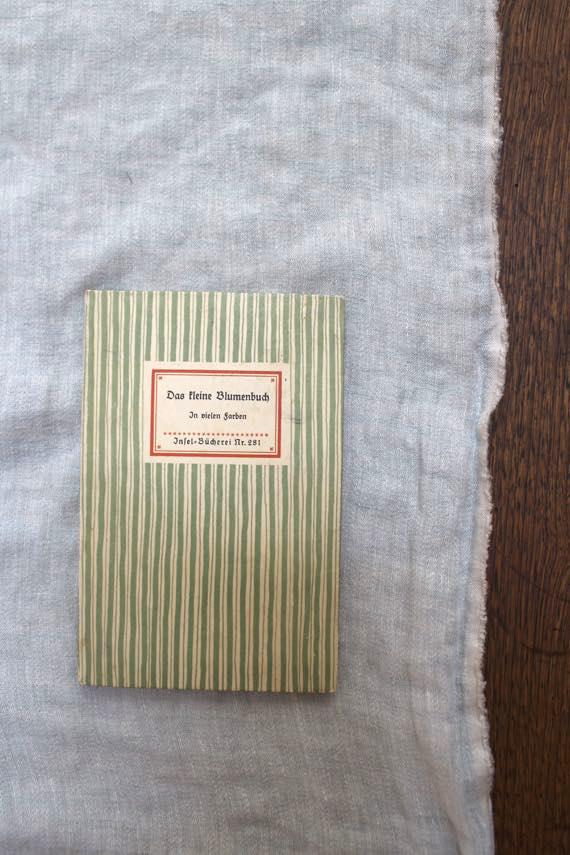 Das kleine Blumenbuch
In vielen Farben
Insel-Bücherei Nr. 281